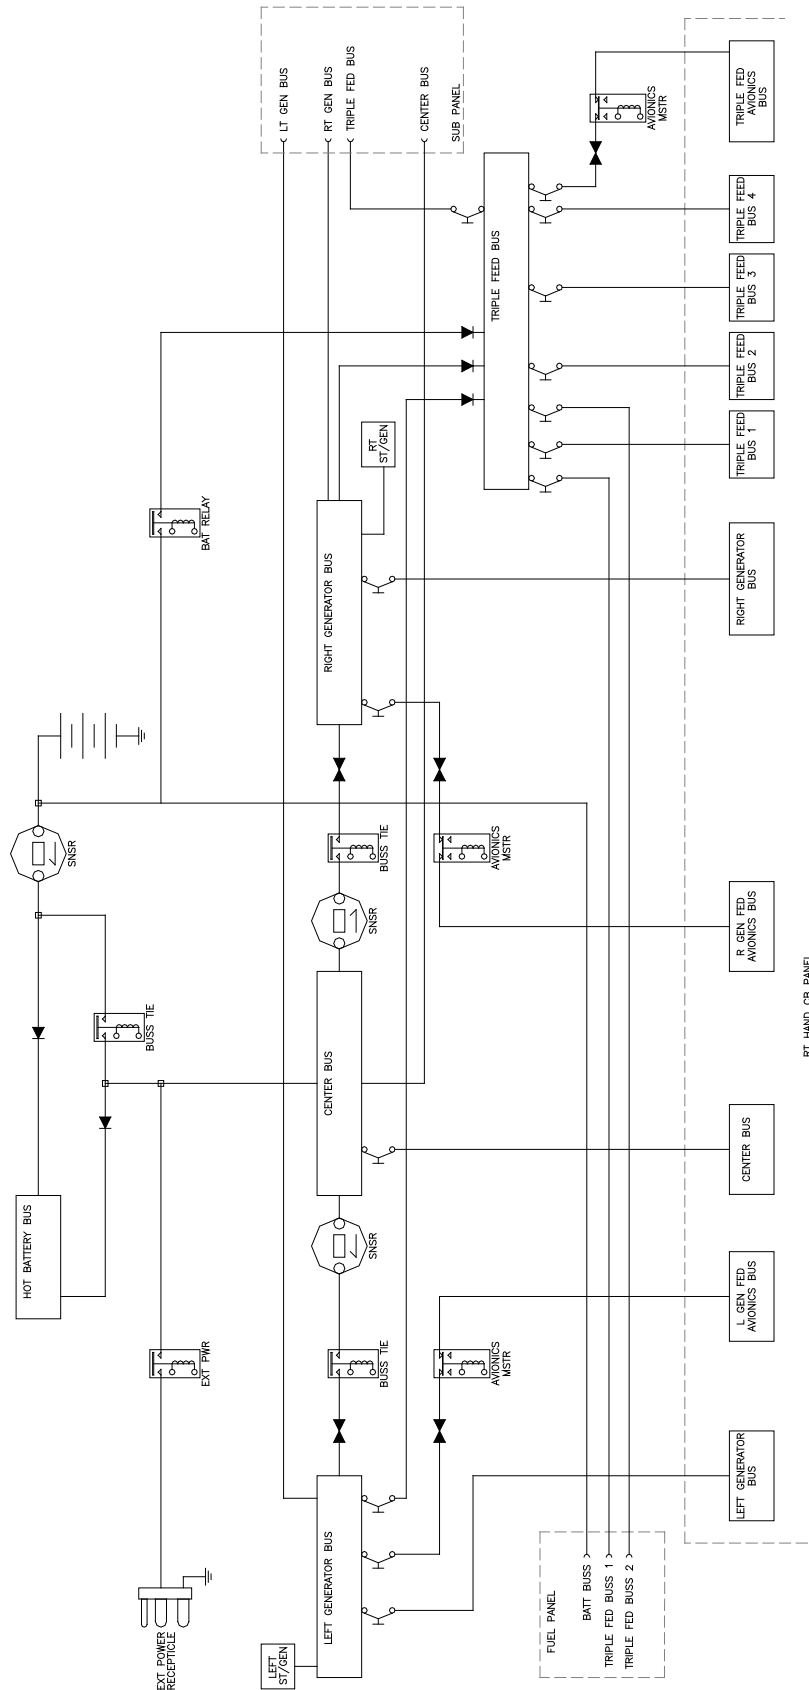 LT GEN BUS
RT GEN BUS
TRIPLE FED BUS
CENTER BUS
SUB PANEL
AVIONICS
MSTR
TRIPLE FED
AVIONICS
BUS
TRIPLE FEED
BUS 4
TRIPLE FEED
BUS 3
TRIPLE FEED
BUS 2
TRIPLE FEED
BUS 1
TRIPLE FEED BUS
RT
ST/GEN
BAT RELAY
RIGHT GENERATOR BUS
RIGHT GENERATOR
BUS
SNSR
BUSS TIE
AVIONICS
MSTR
SNSR
R GEN FED
AVIONICS BUS
BUSS TIE
CENTER BUS
RT HAND CB PANEL
CENTER BUS
HOT BATTERY BUS
SNSR
L GEN FED
AVIONICS BUS
EXT PWR
BUSS TIE
AVIONICS
MSTR
LEFT GENERATOR
BUS
LEFT GENERATOR BUS
EXT POWER
RECEPTICLE
LEFT
ST/GEN
FUEL PANEL
BATT BUSS
TRIPLE FED BUSS 1
TRIPLE FED BUSS 2